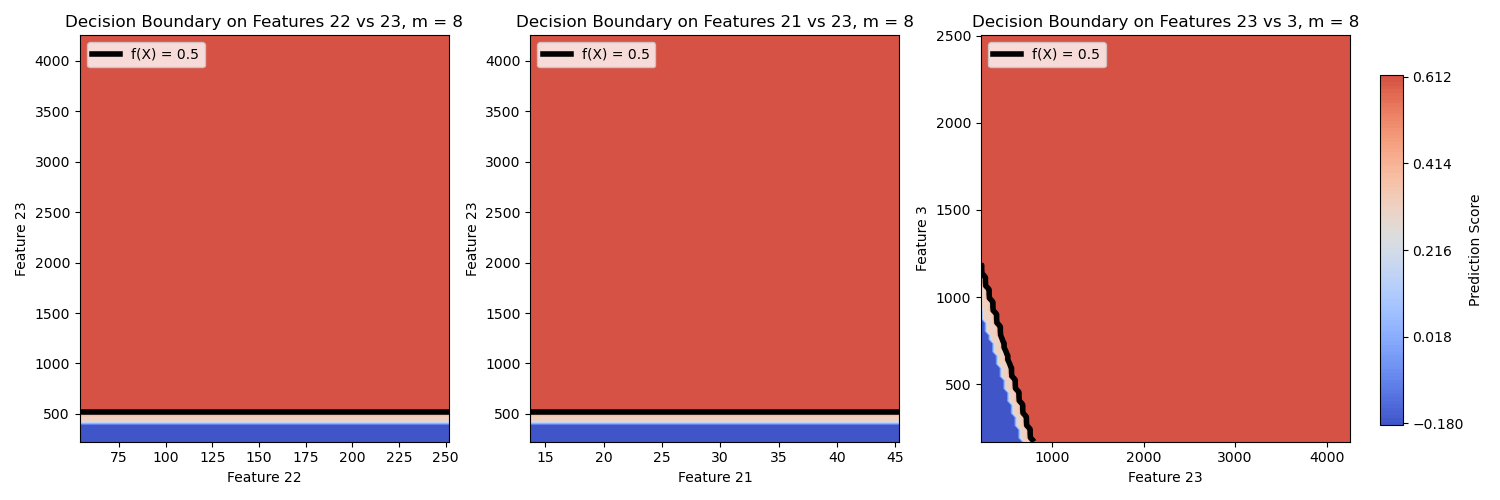 Decision Boundary on Features 22 vs 23, m = 8
f(X) = 0.5
4000
3500
3000
2500
2000
1500
1000
500
Feature 23
75 100 125 150 175 200 225 250
Feature 22
Decision Boundary on Features 21 vs 23, m = 8
f(X) = 0.5
4000
3500
3000
2500
2000
1500
1000
500
Feature 23
15 20 25 30 35 40 45
Feature 21
Decision Boundary on Features 23 vs 3, m = 8
f(X) = 0.5
2500
2000
1500
1000
500
Feature 3
1000 2000 3000 4000
Feature 23
0.612
0.414
0.216
0.018
−0.180
Prediction Score